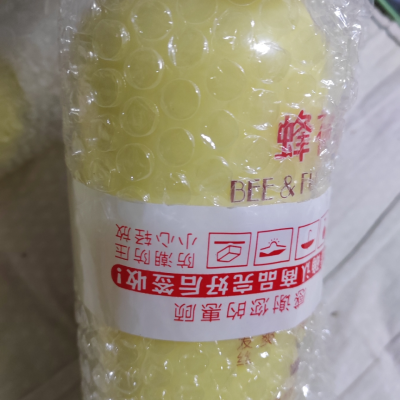 蜂
BEE &
感谢您的惠顾
确认商品完好后签收!
防潮防压
小心轻放